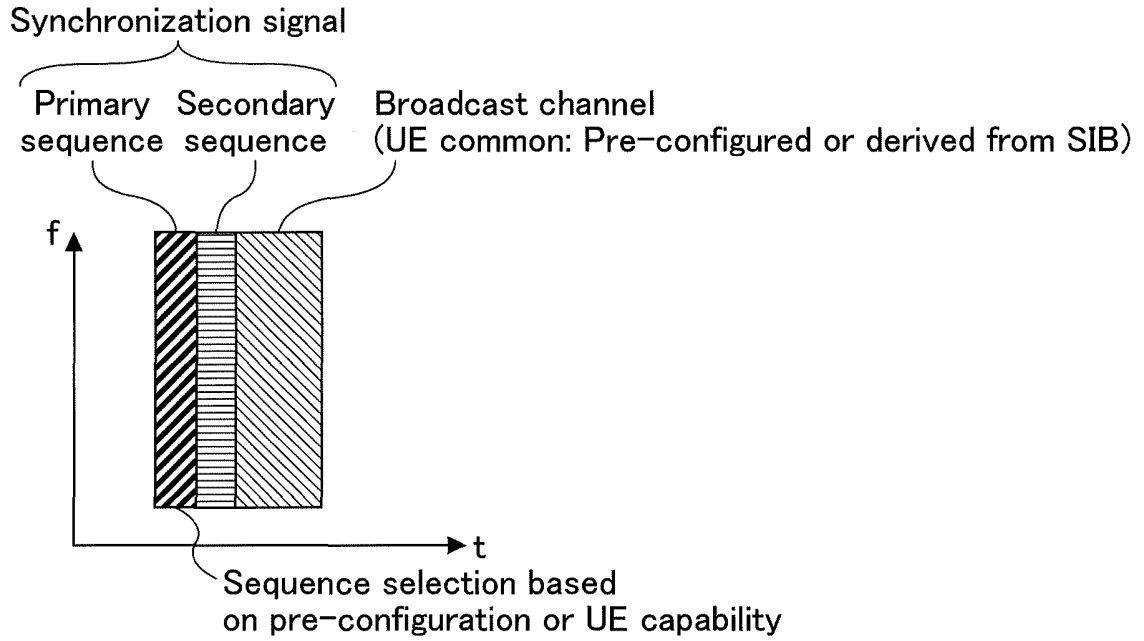 Synchronization signal
Primary Secondary
sequence sequence
Broadcast channel
(UE common: Pre-configured or derived from SIB)
f
t
Sequence selection based
on pre-configuration or UE capability